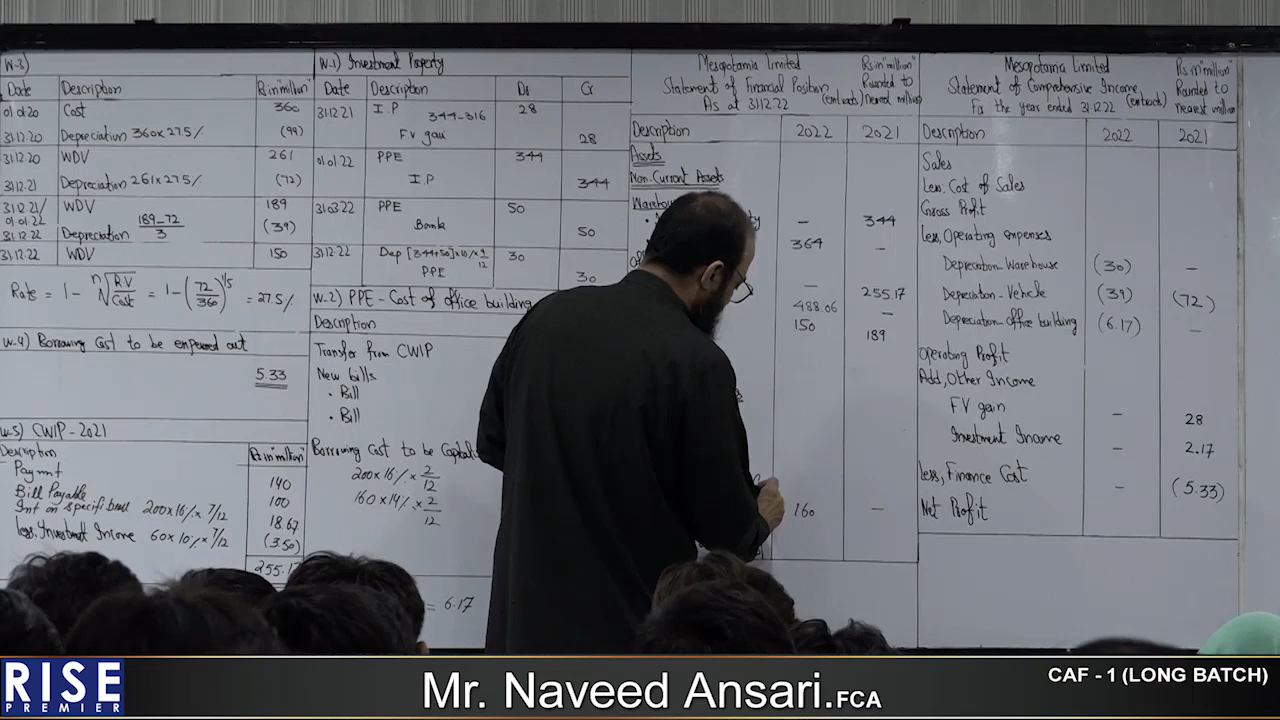 W-3)
Date Description Rs in"million"
01.01.20 Cost 360
31.12.20 Depreciation 360x27.5% (99)
31.12.20 WDV 261
31.12.21 Depreciation 261x27.5% (72)
31.12.21/ WDV 189
01.01.22
31.12.22 Depreciation 189-72/3 (39)
31.12.22 WDV 150
Rate = 1 - n√R.V/Cost = 1-(72/360)^1/5 = 27.5%
W-4) Borrowing Cost to be expensed out
5.33
W-5) CWIP-2021
Description Rs in"million"
Paymnt 140
Bill Payable 100
Int on specific 200x16%x7/12 18.67
less, Investment Income 60x10%x7/12 (3.50)
255.17
W-1) Investment Property
Date Description Dr Cr
31.12.21 I.P 344-316 28
F.V gain 28
01.01.22 PPE 344
I.P 344
31.03.22 PPE 50
Bank 50
31.12.22 Dep [344+50]x10%x9/12 30
PPE 30
W-2) PPE-Cost of office building
Description
Transfer from CWIP
New bills
• Bill
• Bill
Borrowing Cost to be Capital
200x16%x2/12
160x14%x2/12
= 6.17
Mesopotamia Limited
Statement of Financial Position
As at 31.12.22 (extracts)
Rs in"million"
Rounded to
nearest million
Description 2022 2021
Assets
Non-Current Assets
- 344
364 -
- 255.17
488.06 -
150 189
160 -
Mesopotamia Limited
Statement of Comprehensive Income
For the year ended 31.12.22 (extracts)
Rs in"million"
Rounded to
nearest million
Description 2022 2021
Sales
Less, Cost of Sales
Gross Profit
Less, Operating expenses
Depreciation-Warehouse (30) -
Depreciation-Vehicle (39) (72)
Depreciation-office building (6.17) -
Operating Profit
Add, Other Income
FV gain - 28
Investment Income - 2.17
less, Finance Cost - (5.33)
Net Profit
RISE
PREMIER
Mr. Naveed Ansari.FCA
CAF - 1 (LONG BATCH)